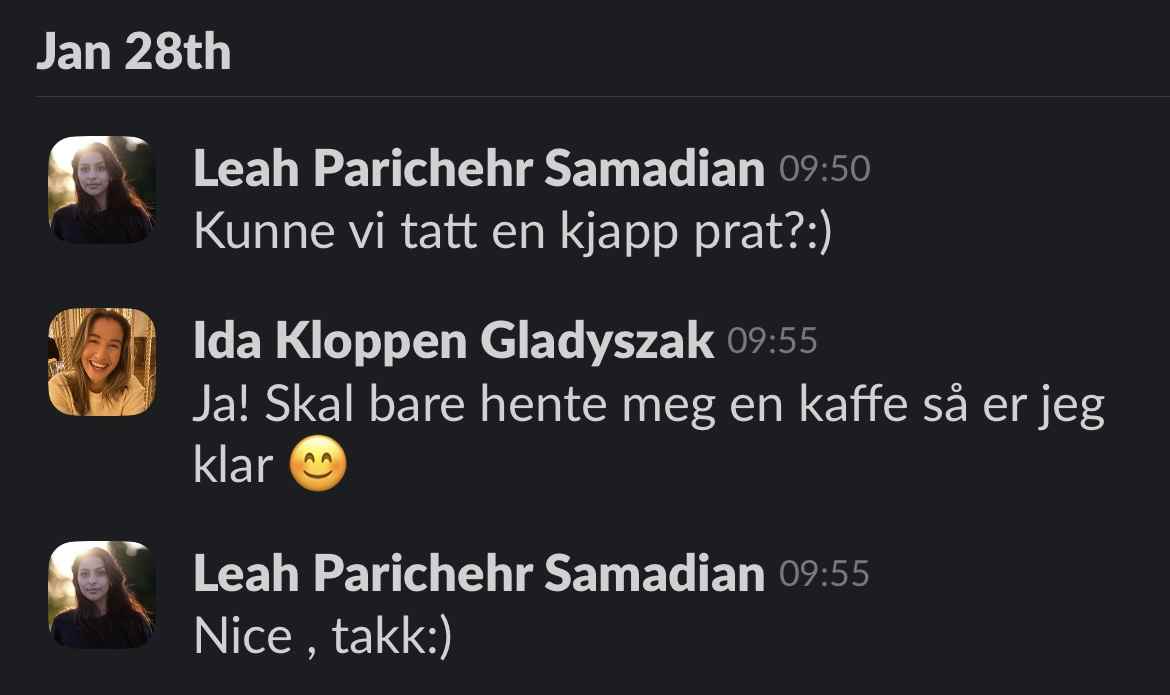 Jan 28th
Leah Parichehr Samadian 09:50
Kunne vi tatt en kjapp prat?:)
Ida Kloppen Gladyszak 09:55
Ja! Skal bare hente meg en kaffe så er jeg
klar 😊
Leah Parichehr Samadian 09:55
Nice , takk:)